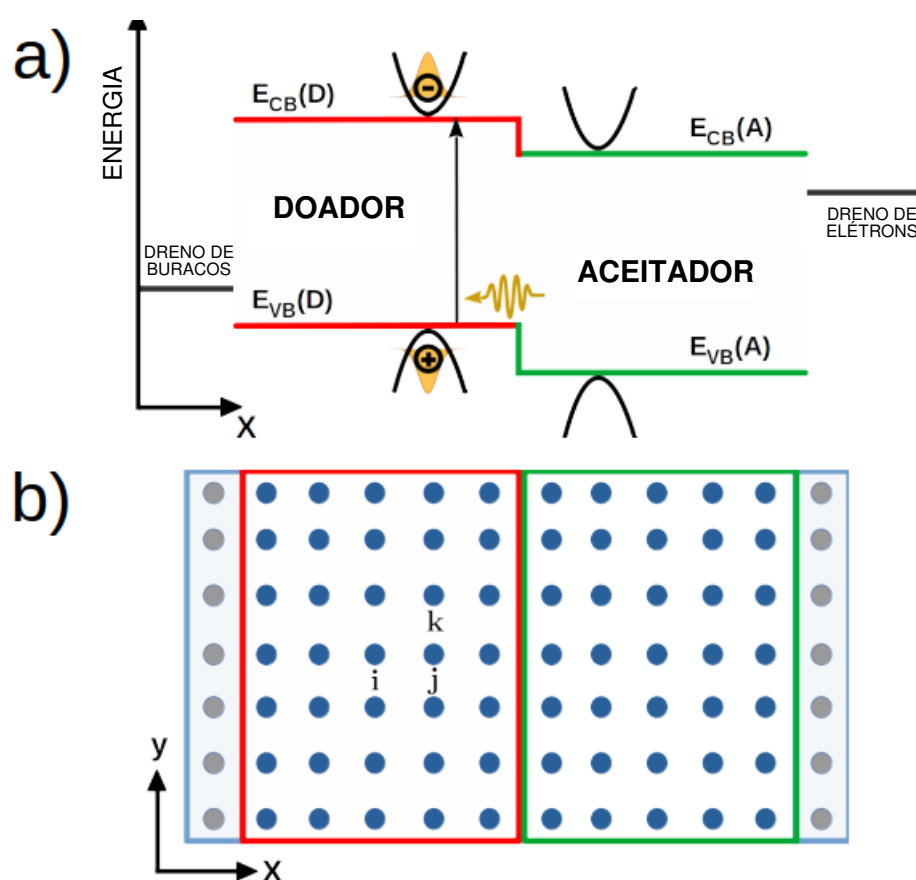 a)
ENERGIA
E_CB(D)
E_CB(A)
DOADOR
DRENO DE
ELÉTRONS
DRENO DE
BURACOS
ACEITADOR
E_VB(D)
E_VB(A)
X
b)
k
i
j
y
X